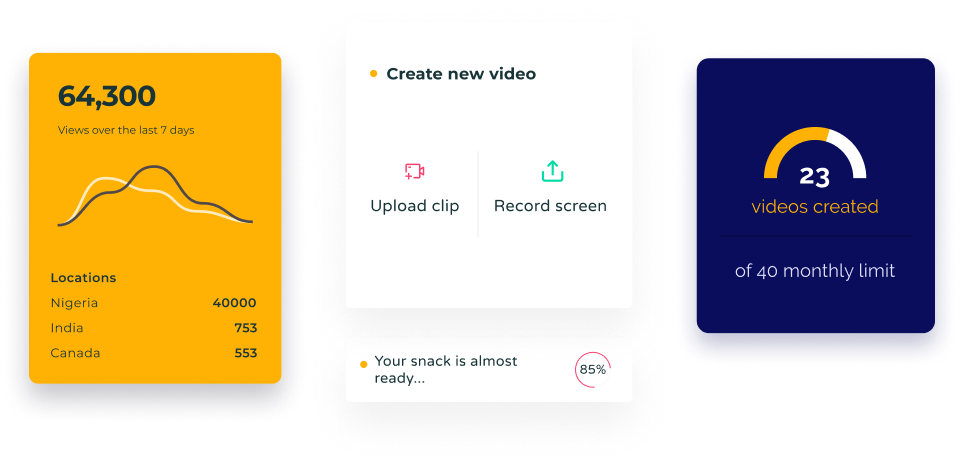 64,300
Views over the last 7 days
Locations
Nigeria 40000
India 753
Canada 553
Create new video
Upload clip
Record screen
Your snack is almost
ready...
85%
23
videos created
of 40 monthly limit